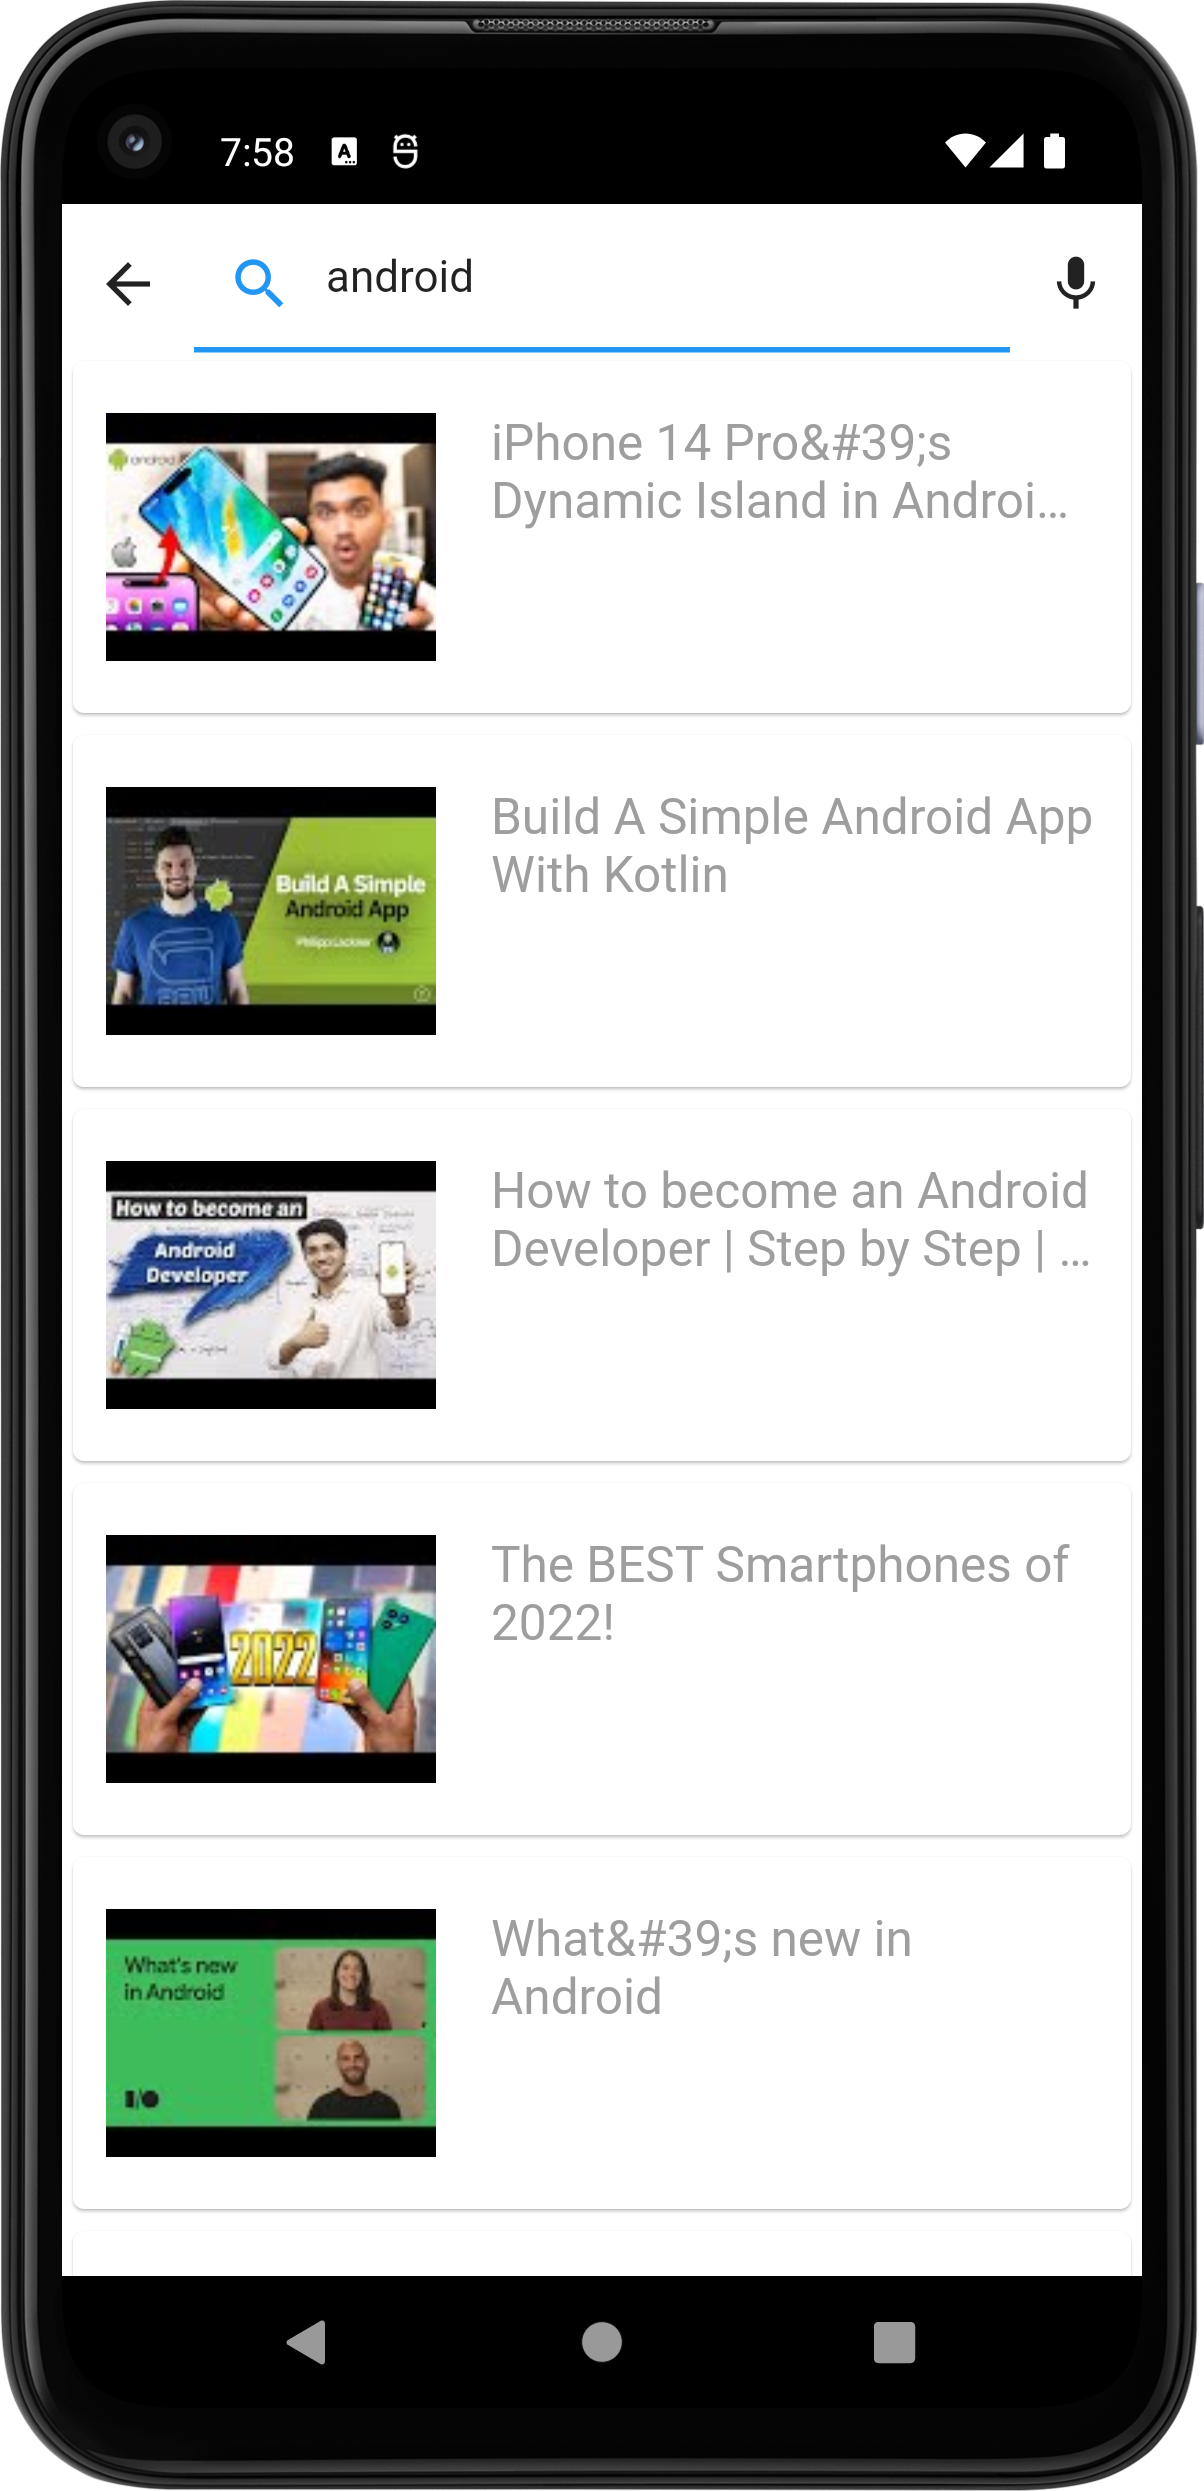 7:58
android
android
iPhone 14 Pro&#39;s
Dynamic Island in Androi...
Build A Simple
Android App
Philipp Lackner
Build A Simple Android App
With Kotlin
How to become an
Android
Developer
How to become an Android
Developer | Step by Step | ...
2022
The BEST Smartphones of
2022!
What's new
in Android
I/O
What&#39;s new in
Android